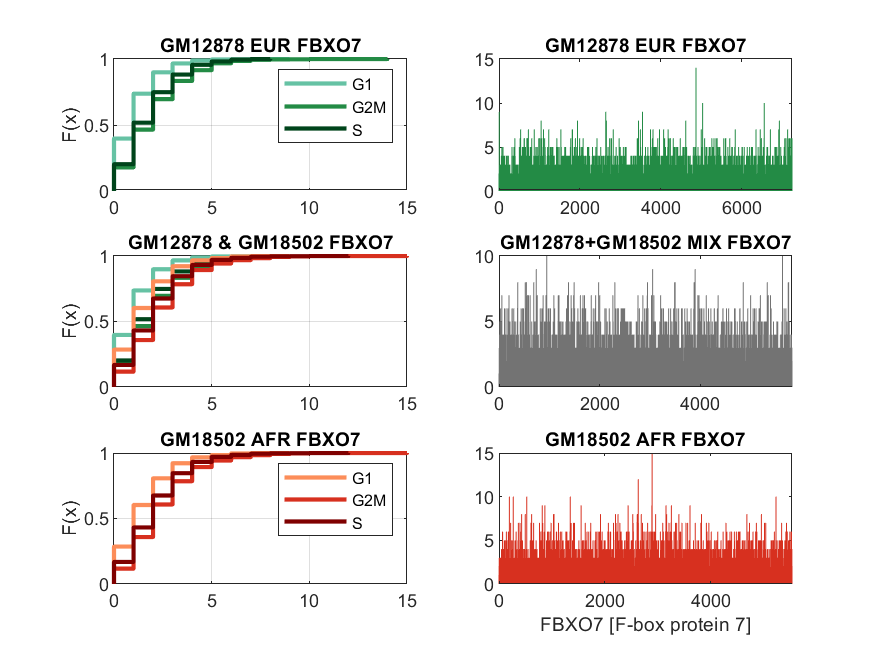 GM12878 EUR FBXO7
F(x)
1
0.5
0
0 5 10 15
G1
G2M
S
GM12878 EUR FBXO7
15
10
5
0
0 2000 4000 6000
GM12878 & GM18502 FBXO7
F(x)
1
0.5
0
0 5 10 15
GM12878+GM18502 MIX FBXO7
10
5
0
0 2000 4000
GM18502 AFR FBXO7
F(x)
1
0.5
0
0 5 10 15
G1
G2M
S
GM18502 AFR FBXO7
15
10
5
0
0 2000 4000
FBXO7 [F-box protein 7]